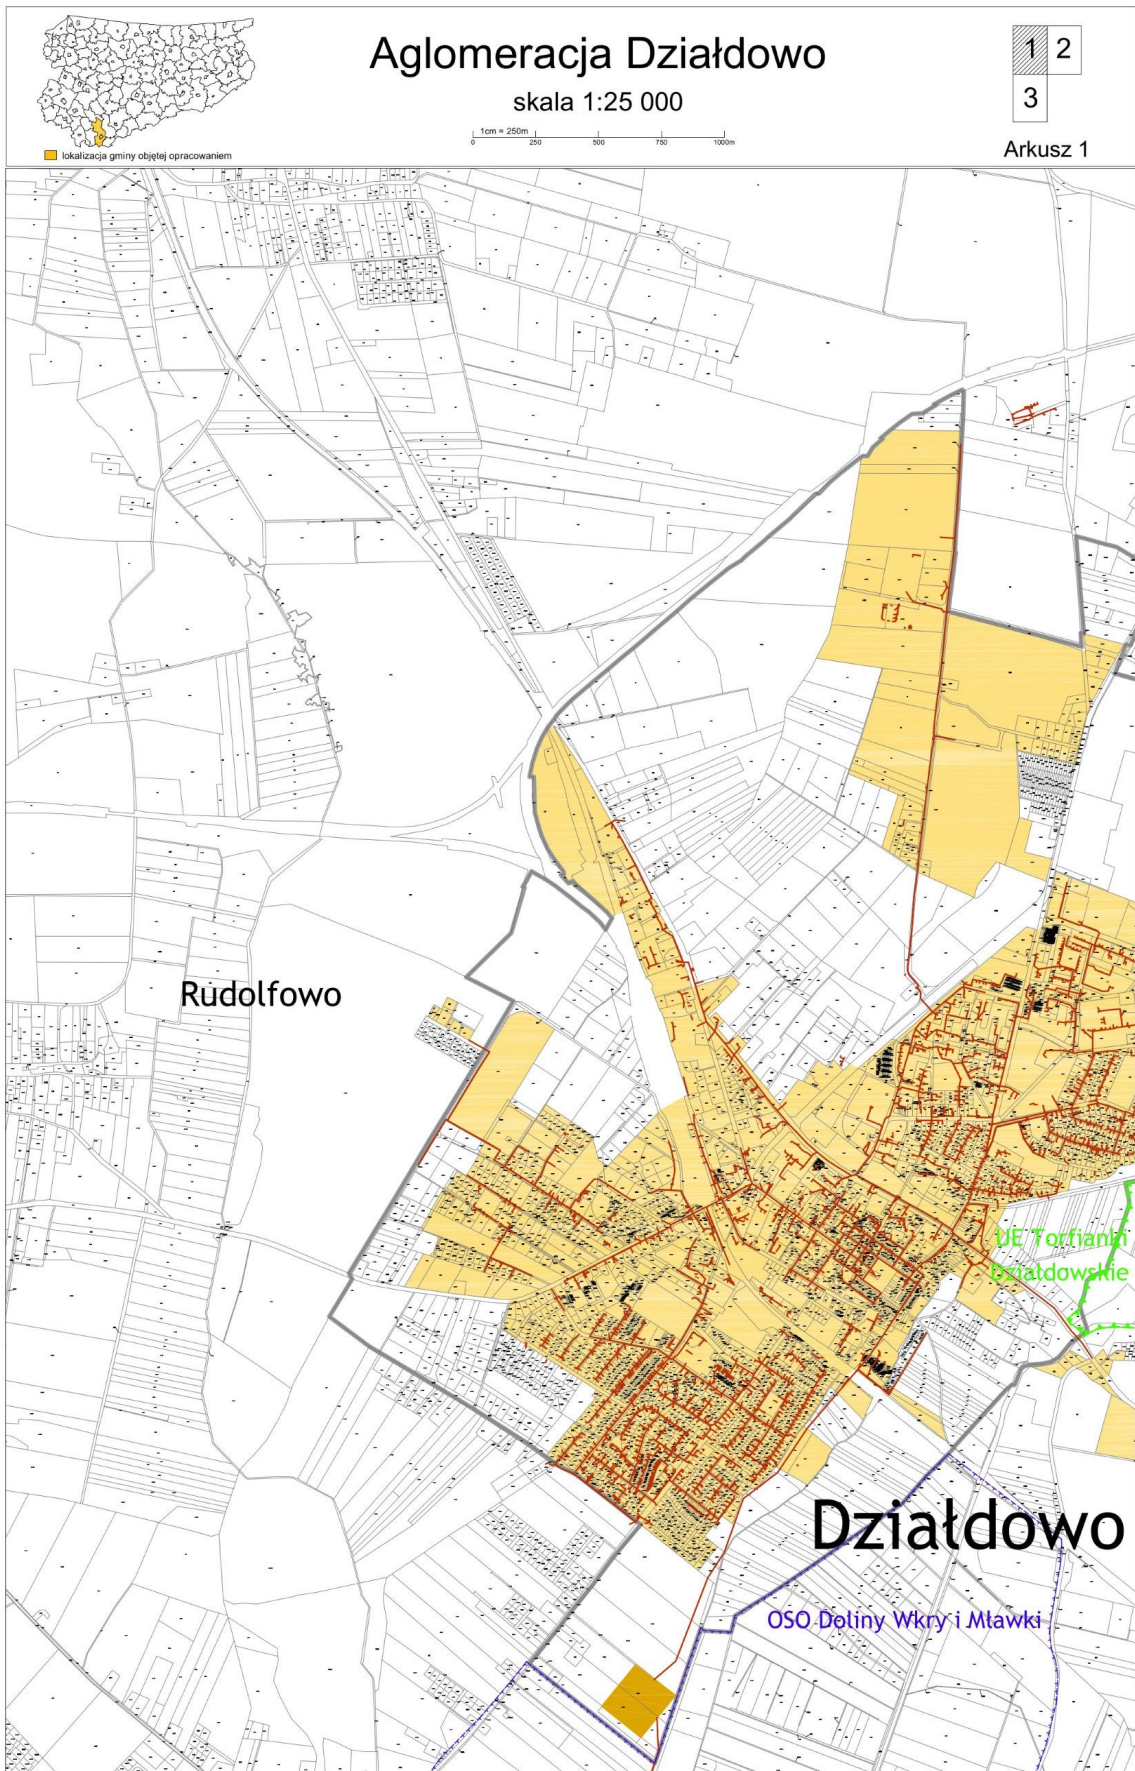 Aglomeracja Działdowo
skala 1:25 000
1cm = 250m
0 250 500 750 1000m
lokalizacja gminy objętej opracowaniem
1 2
3
Arkusz 1
Rudolfowo
UE Torfianki
Działdowskie
Działdowo
OSO Doliny Wkry i Mławki